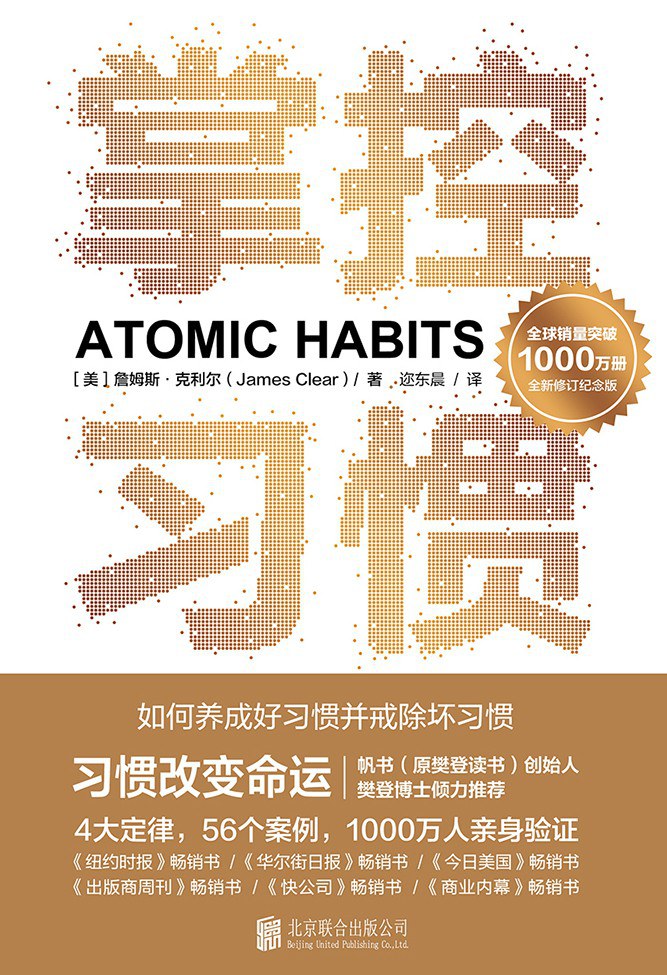 掌控
ATOMIC HABITS
[美]詹姆斯·克利尔(James Clear)/ 著 迩东晨 / 译
全球销量突破
1000万册
全新修订纪念版
习惯
如何养成好习惯并戒除坏习惯
习惯改变命运
帆书(原樊登读书)创始人
樊登博士倾力推荐
4大定律,56个案例,1000万人亲身验证
《纽约时报》畅销书 /《华尔街日报》畅销书 /《今日美国》畅销书
《出版商周刊》畅销书 /《快公司》畅销书 /《商业内幕》畅销书
北京联合出版公司
Beijing United Publishing Co.,Ltd.